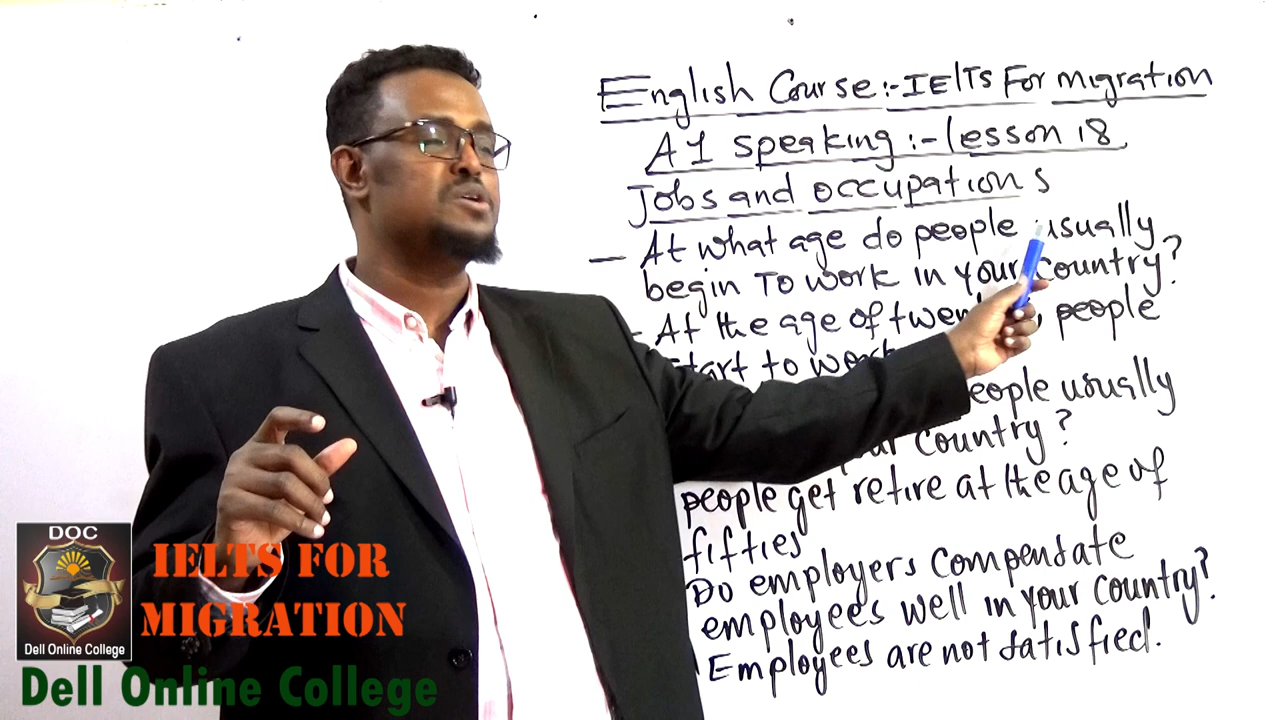 English Course:-IELTS For migration
A1 speaking:-lesson 18
Jobs and occupations
- At what age do people usually
begin To work in your country?
- At the age of people
start to work
people usually
your country?
people get retire at the age of
fifties
Do employers compensate
employees well in your country?
Employees are not satisfied.
DOC
Dell Online College
IELTS FOR
MIGRATION
Dell Online College